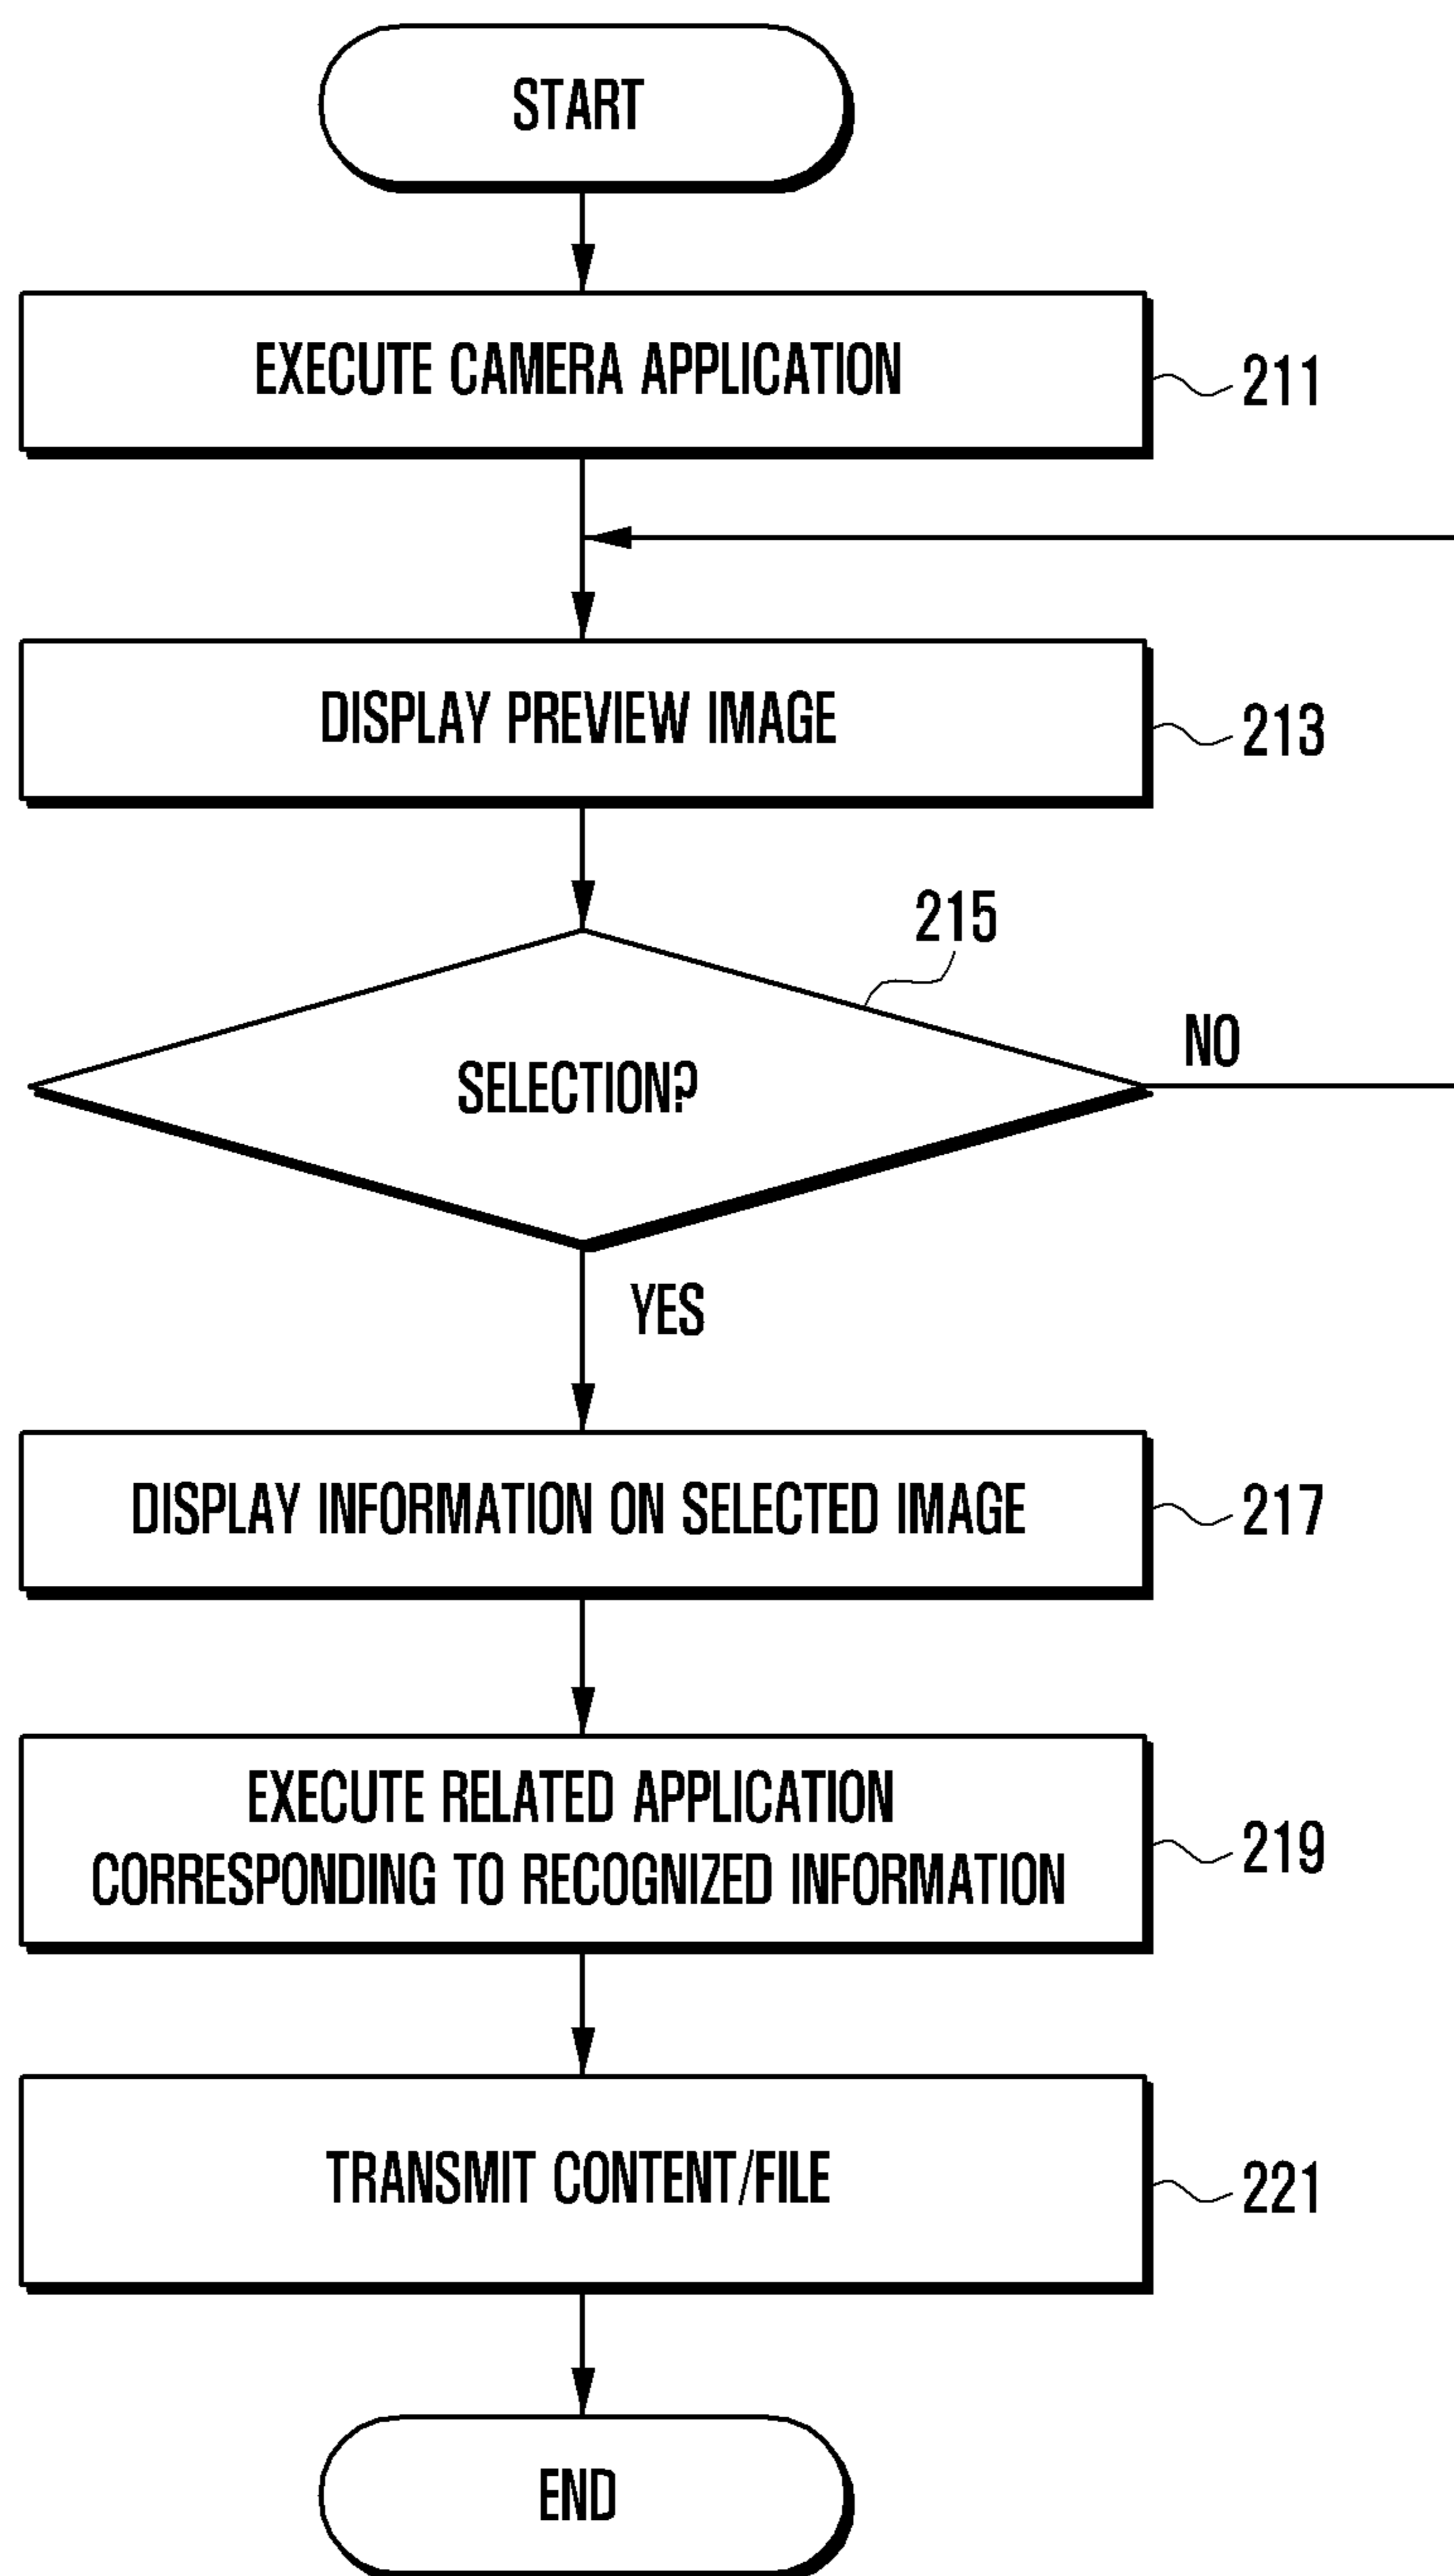 START
EXECUTE CAMERA APPLICATION
211
DISPLAY PREVIEW IMAGE
213
215
SELECTION?
NO
YES
DISPLAY INFORMATION ON SELECTED IMAGE
217
EXECUTE RELATED APPLICATION
CORRESPONDING TO RECOGNIZED INFORMATION
219
TRANSMIT CONTENT/FILE
221
END